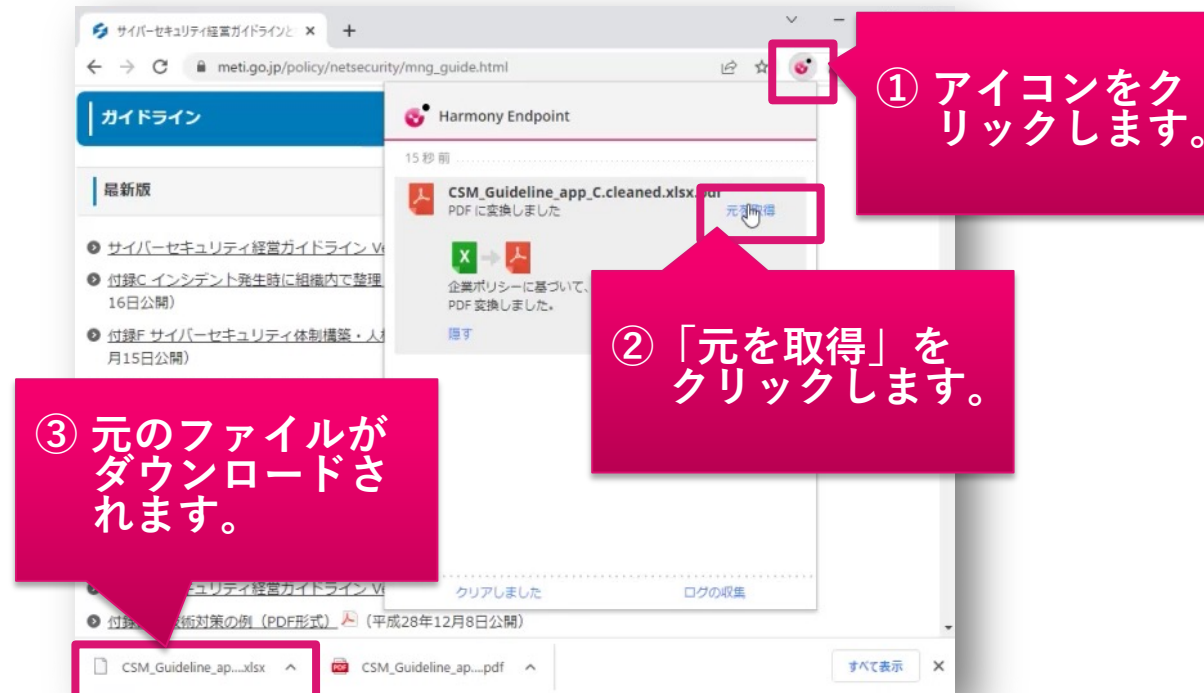 サイバーセキュリティ経営ガイドラインと
meti.go.jp/policy/netsecurity/mng_guide.html
① アイコンをク
リックします。
ガイドライン
Harmony Endpoint
15 秒 前
最新版
CSM_Guideline_app_C.cleaned.xlsx.pdf
PDF に変換しました
元を取得
サイバーセキュリティ経営ガイドライン Ve
付録C インシデント発生時に組織内で整理
16日公開）
企業ポリシーに基づいて、
PDF 変換しました。
付録F サイバーセキュリティ体制構築・人材
月15日公開）
隠す
②「元を取得」を
クリックします。
③ 元のファイルが
ダウンロードさ
れます。
ュリティ経営ガイドライン Ve
クリアしました
ログの収集
付録
術対策の例（PDF形式）
（平成28年12月8日公開）
CSM_Guideline_ap....xlsx
PDF
CSM_Guideline_ap....pdf
すべて表示